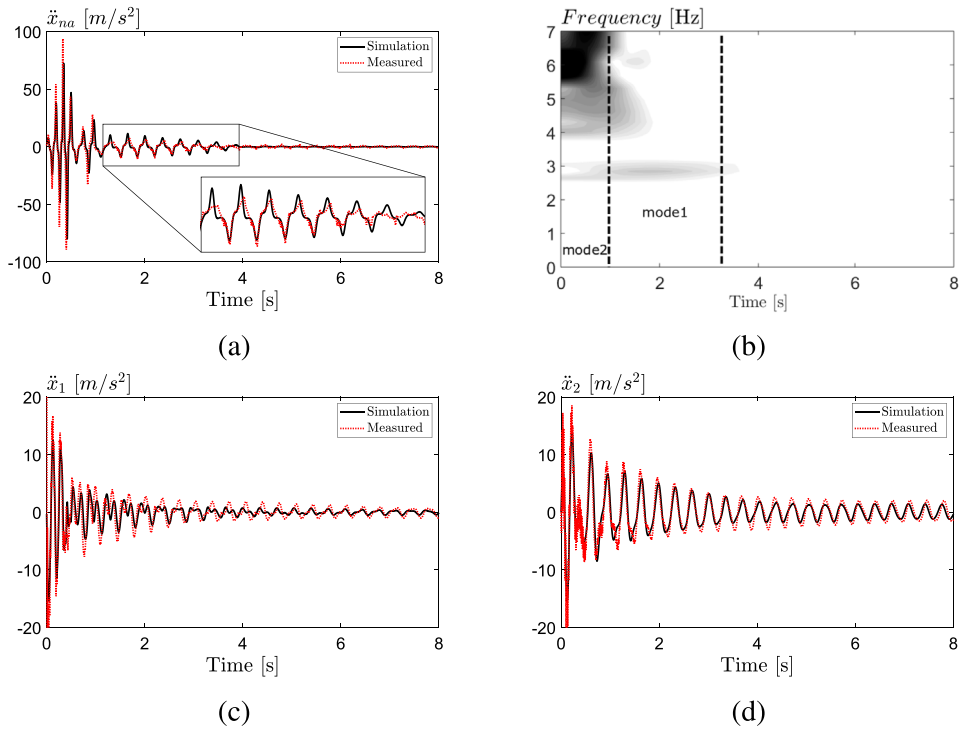 ẍ_na [m/s²]
100
50
0
-50
-100
0 2 4 6 8
Time [s]
Simulation
Measured
(a)
Frequency [Hz]
7
6
5
4
3
2
1
0
mode1
mode2
0 2 4 6 8
Time [s]
(b)
ẍ_1 [m/s²]
20
10
0
-10
-20
0 2 4 6 8
Time [s]
Simulation
Measured
(c)
ẍ_2 [m/s²]
20
10
0
-10
-20
0 2 4 6 8
Time [s]
Simulation
Measured
(d)